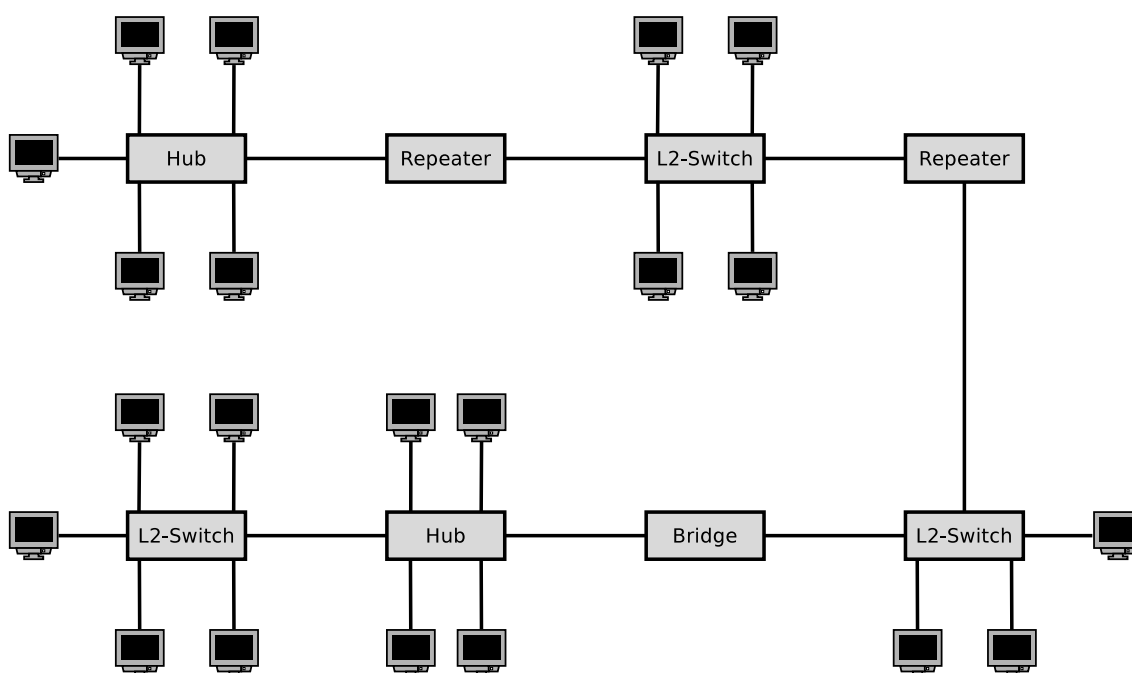 Hub
Repeater
L2-Switch
Repeater
L2-Switch
Hub
Bridge
L2-Switch